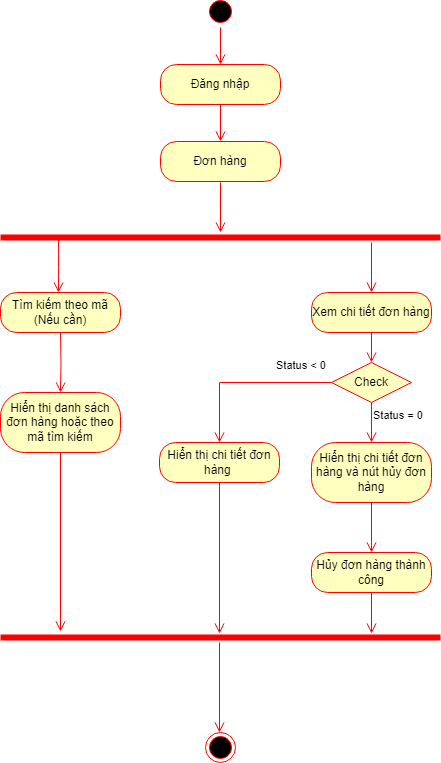 Đăng nhập
Đơn hàng
Tìm kiếm theo mã
(Nếu cần)
Xem chi tiết đơn hàng
Status < 0
Check
Status = 0
Hiển thị danh sách
đơn hàng hoặc theo
mã tìm kiếm
Hiển thị chi tiết đơn
hàng
Hiển thị chi tiết đơn
hàng và nút hủy đơn
hàng
Hủy đơn hàng thành
công